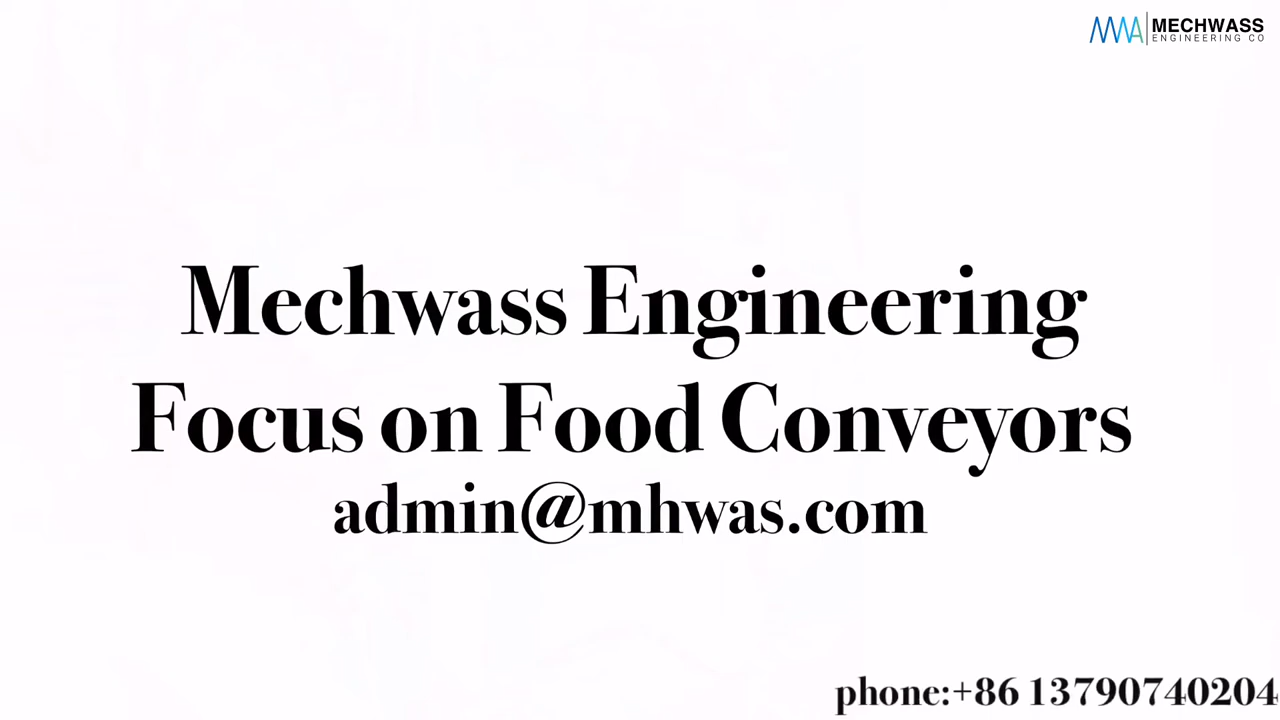 MECHWASS
ENGINEERING CO
Mechwass Engineering
Focus on Food Conveyors
admin@mhwas.com
phone:+86 13790740204